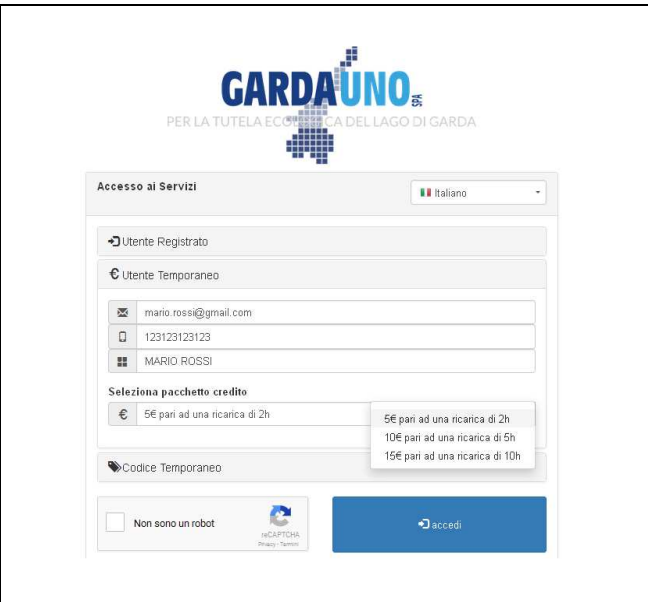 GARDAUNO SPA
PER LA TUTELA ECOLOGICA DEL LAGO DI GARDA
Accesso ai Servizi
Italiano
Utente Registrato
€ Utente Temporaneo
mario.rossi@gmail.com
123123123123
MARIO ROSSI
Seleziona pacchetto credito
€ 5€ pari ad una ricarica di 2h
5€ pari ad una ricarica di 2h
10€ pari ad una ricarica di 5h
15€ pari ad una ricarica di 10h
Codice Temporaneo
Non sono un robot
reCAPTCHA
Privacy - Termini
accedi